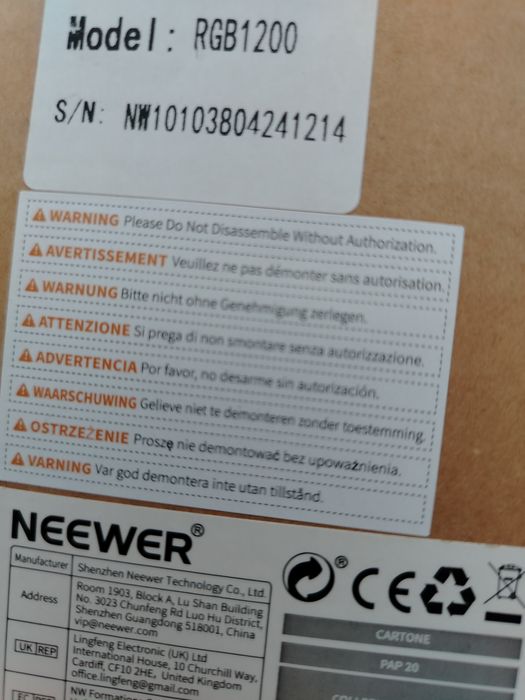 Model: RGB1200
S/N: NW10103804241214
WARNING Please Do Not Disassemble Without Authorization.
AVERTISSEMENT Veuillez ne pas démonter sans autorisation.
WARNUNG Bitte nicht ohne Genehmigung zerlegen.
ATTENZIONE Si prega di non smontare senza autorizzazione.
ADVERTENCIA Por favor, no desarme sin autorización.
WAARSCHUWING Gelieve niet te demonteren zonder toestemming.
OSTRZEŻENIE Proszę nie demontować bez upoważnienia.
VARNING Var god demontera inte utan tillstånd.
NEEWER®
Manufacturer Shenzhen Neewer Technology Co., Ltd.
Address Room 1903, Block A, Lu Shan Building
No. 3023 Chunfeng Rd Luo Hu District,
Shenzhen Guangdong 518001, China
vip@neewer.com
UK REP Lingfeng Electronic (UK) Ltd
International House, 10 Churchill Way,
Cardiff, CF10 2HE, United Kingdom
office.lingfeng@gmail.com
EC REP NW Formation
® CE
CARTONE
PAP 20